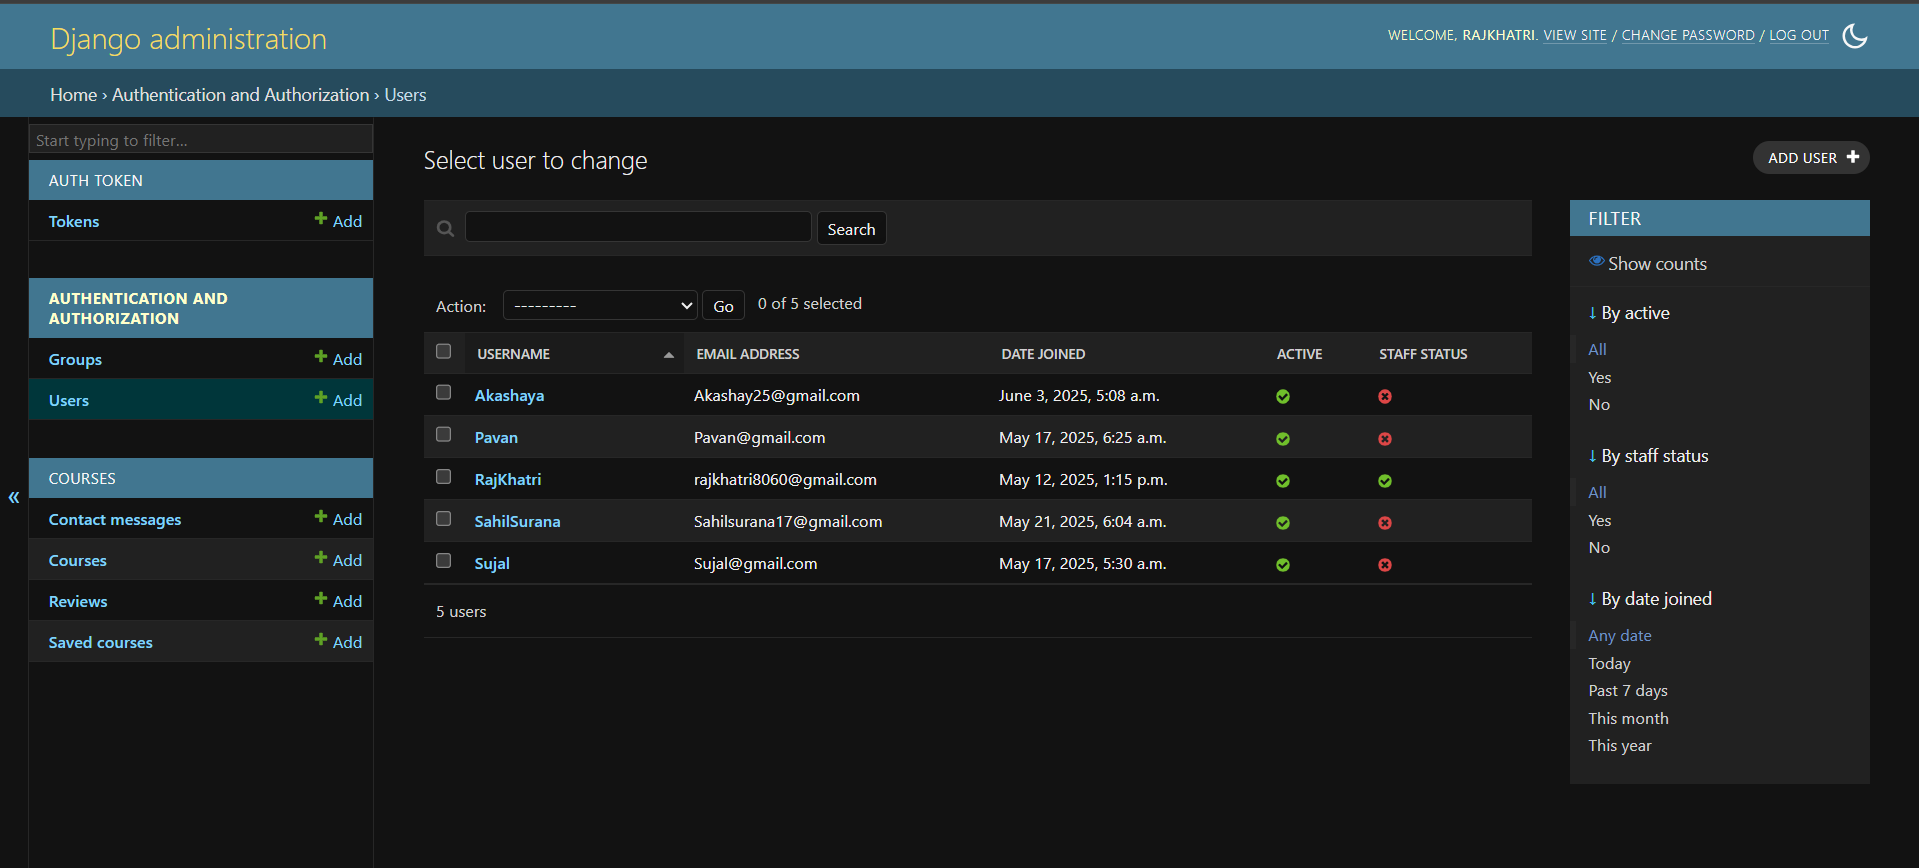 Django administration
WELCOME, RAJKHATRI. VIEW SITE / CHANGE PASSWORD / LOG OUT
Home › Authentication and Authorization › Users
Start typing to filter...
AUTH TOKEN
Tokens Add
AUTHENTICATION AND
AUTHORIZATION
Groups Add
Users Add
COURSES
Contact messages Add
Courses Add
Reviews Add
Saved courses Add
«
Select user to change
ADD USER
Search
Action: --------- Go 0 of 5 selected
USERNAME EMAIL ADDRESS DATE JOINED ACTIVE STAFF STATUS
Akashaya Akashay25@gmail.com June 3, 2025, 5:08 a.m.
Pavan Pavan@gmail.com May 17, 2025, 6:25 a.m.
RajKhatri rajkhatri8060@gmail.com May 12, 2025, 1:15 p.m.
SahilSurana Sahilsurana17@gmail.com May 21, 2025, 6:04 a.m.
Sujal Sujal@gmail.com May 17, 2025, 5:30 a.m.
5 users
FILTER
Show counts
↓ By active
All
Yes
No
↓ By staff status
All
Yes
No
↓ By date joined
Any date
Today
Past 7 days
This month
This year